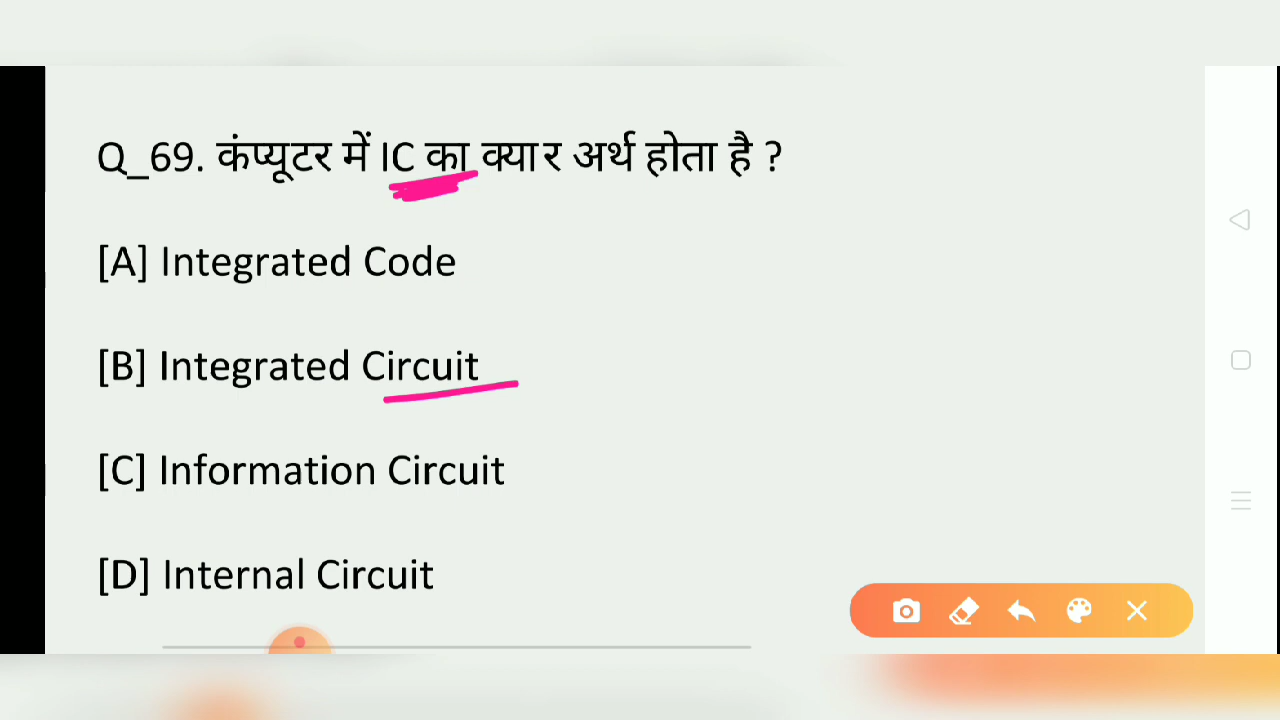 Q_69. कंप्यूटर में IC का क्यार अर्थ होता है ?
[A] Integrated Code
[B] Integrated Circuit
[C] Information Circuit
[D] Internal Circuit